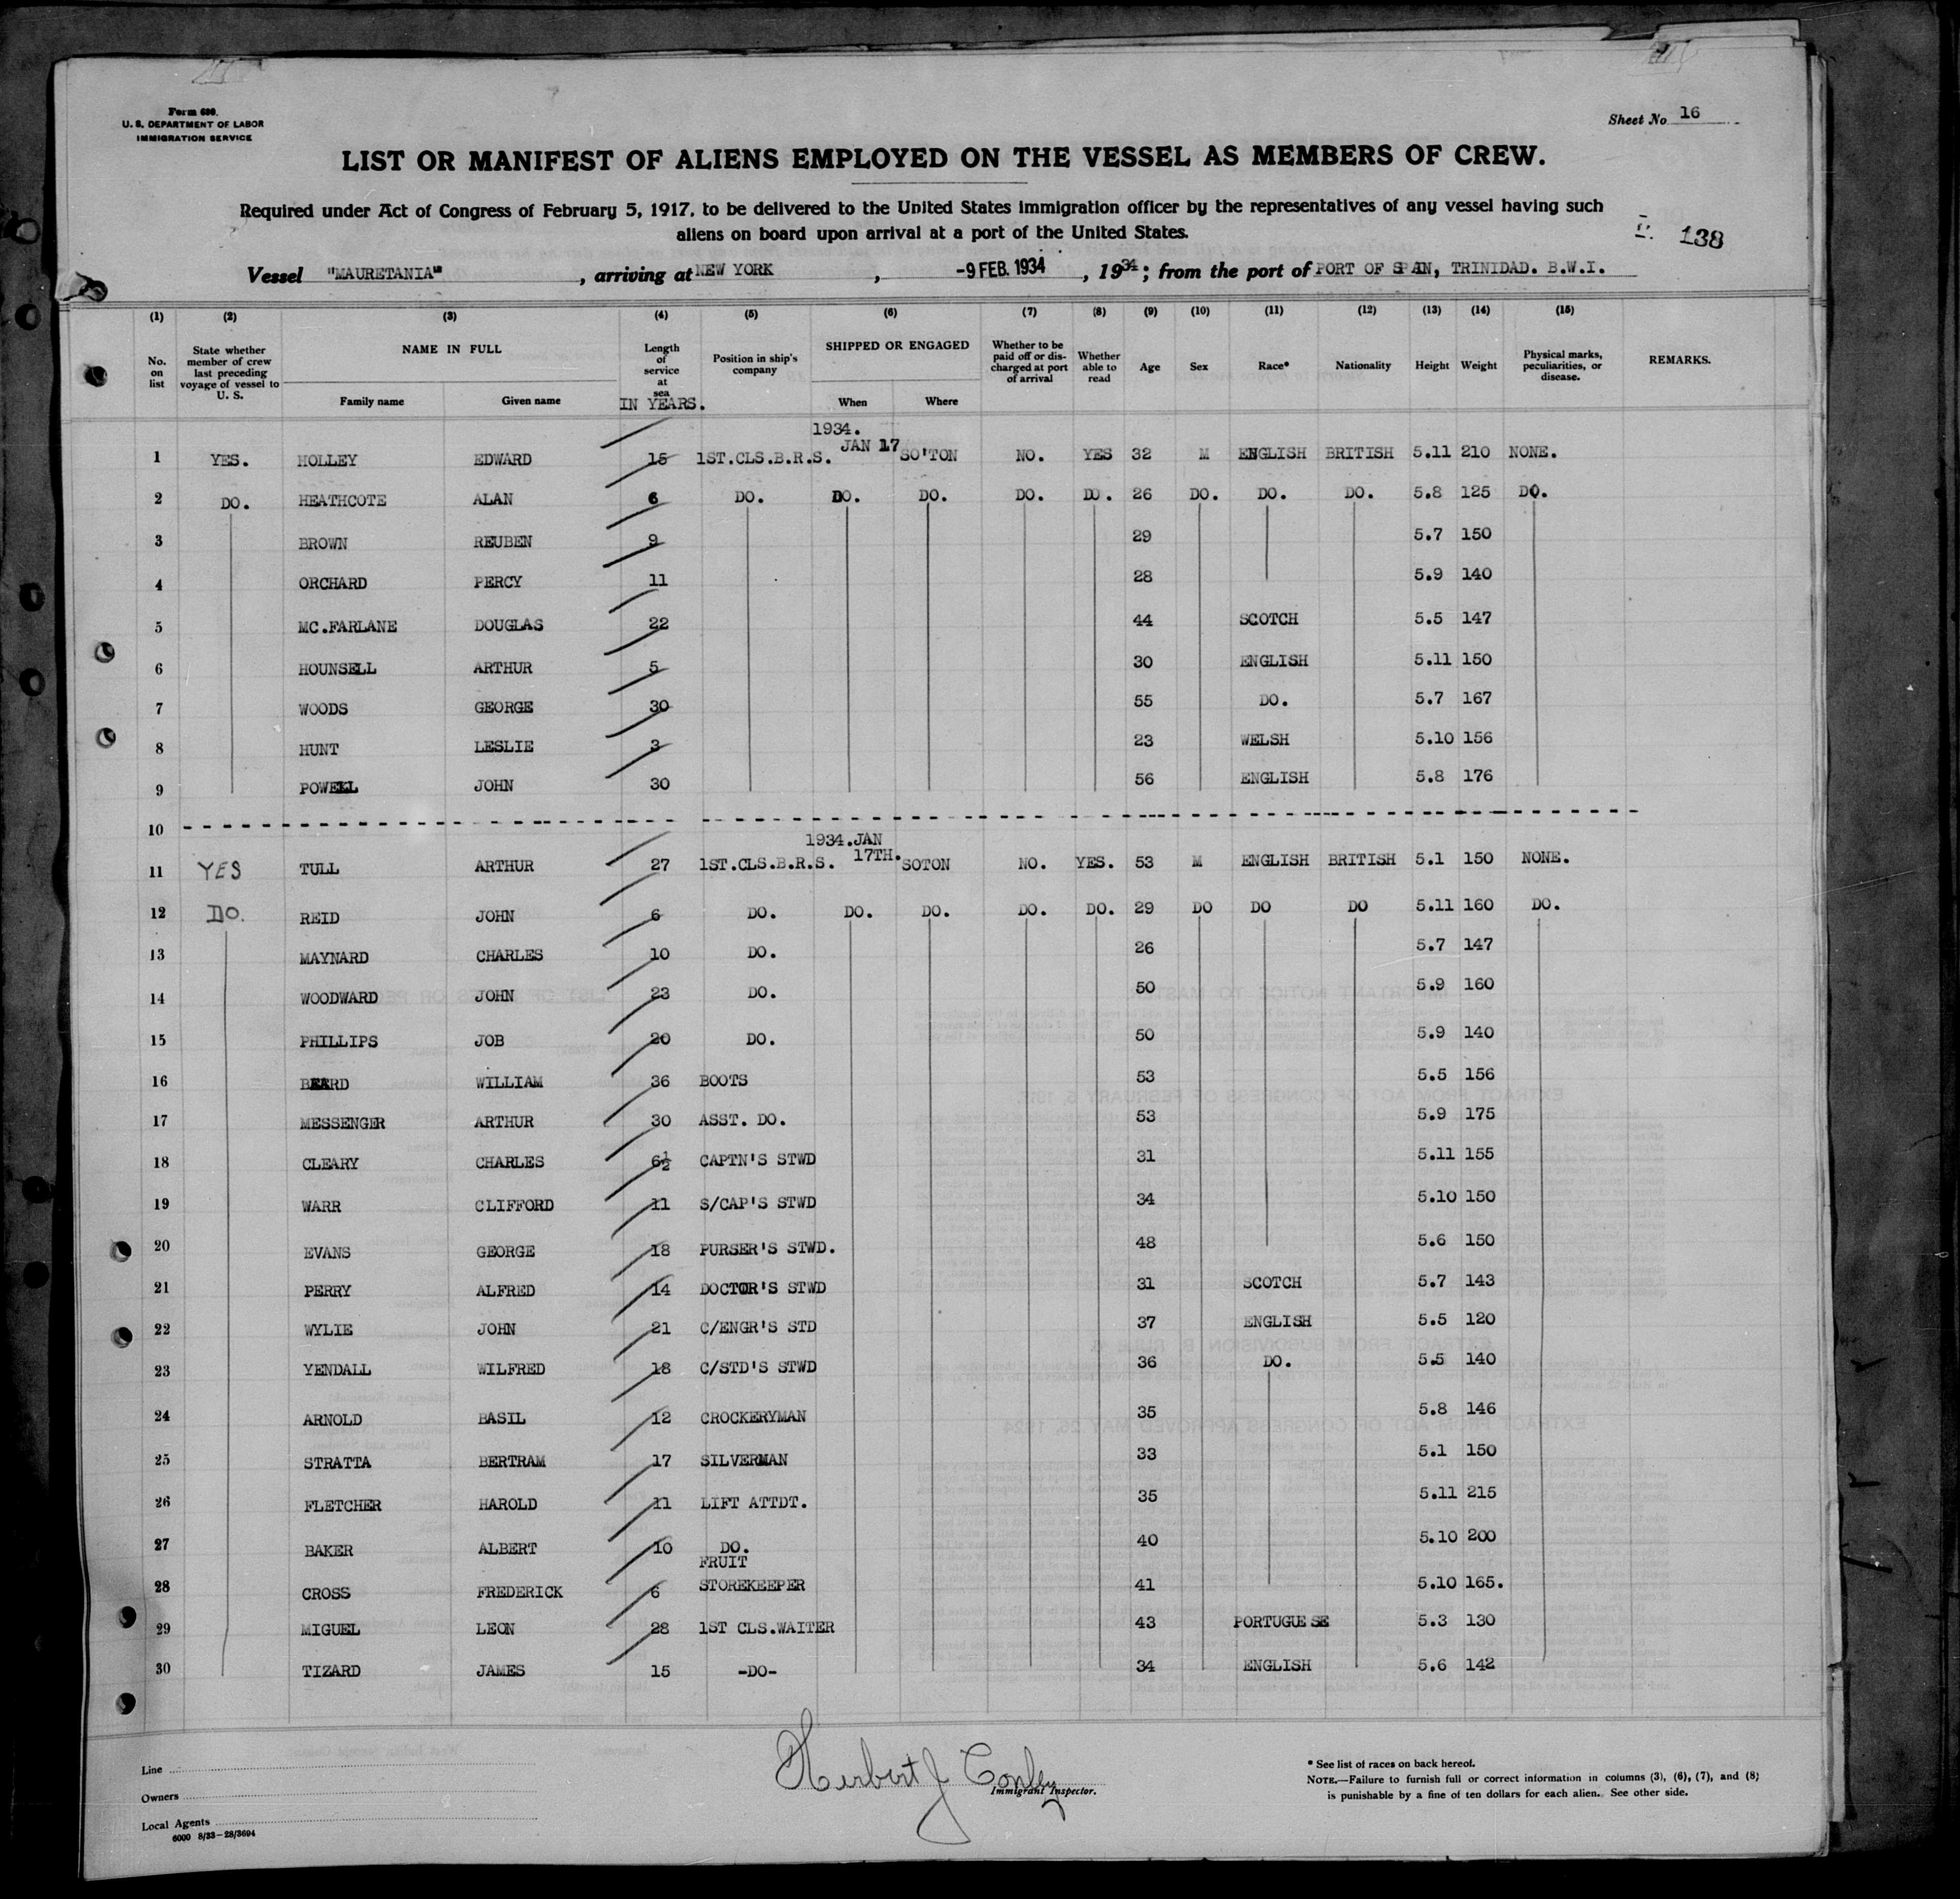 Form 689.
U. S. DEPARTMENT OF LABOR
IMMIGRATION SERVICE
Sheet No 16
LIST OR MANIFEST OF ALIENS EMPLOYED ON THE VESSEL AS MEMBERS OF CREW.
Required under Act of Congress of February 5, 1917, to be delivered to the United States immigration officer by the representatives of any vessel having such
aliens on board upon arrival at a port of the United States.
138
Vessel "MAURETANIA" , arriving at NEW YORK , -9 FEB. 1934 , 1934 ; from the port of PORT OF SPAIN, TRINIDAD. B.W.I.
(1) (2) (3) (4) (5) (6) (7) (8) (9) (10) (11) (12) (13) (14) (15)
No. on list
State whether member of crew last preceding voyage of vessel to U. S.
NAME IN FULL
Family name Given name
Length of service at sea
IN YEARS.
Position in ship's company
SHIPPED OR ENGAGED
When Where
Whether to be paid off or discharged at port of arrival
Whether able to read
Age Sex Race* Nationality Height Weight
Physical marks, peculiarities, or disease.
REMARKS.
1934.
1 YES. HOLLEY EDWARD 15 1ST.CLS.B.R.S. JAN 17 SO'TON NO. YES 32 M ENGLISH BRITISH 5.11 210 NONE.
2 DO. HEATHCOTE ALAN 6 DO. DO. DO. DO. DO. 26 DO. DO. DO. 5.8 125 DO.
3 BROWN REUBEN 9 29 5.7 150
4 ORCHARD PERCY 11 28 5.9 140
5 MC.FARLANE DOUGLAS 22 44 SCOTCH 5.5 147
6 HOUNSELL ARTHUR 5 30 ENGLISH 5.11 150
7 WOODS GEORGE 30 55 DO. 5.7 167
8 HUNT LESLIE 3 23 WELSH 5.10 156
9 POWELL JOHN 30 56 ENGLISH 5.8 176
10
1934.JAN
11 YES TULL ARTHUR 27 1ST.CLS.B.R.S. 17TH. SOTON NO. YES. 53 M ENGLISH BRITISH 5.1 150 NONE.
12 DO. REID JOHN 6 DO. DO. DO. DO. DO. 29 DO DO DO 5.11 160 DO.
13 MAYNARD CHARLES 10 DO. 26 5.7 147
14 WOODWARD JOHN 23 DO. 50 5.9 160
15 PHILLIPS JOB 20 DO. 50 5.9 140
16 BEARD WILLIAM 36 BOOTS 53 5.5 156
17 MESSENGER ARTHUR 30 ASST. DO. 53 5.9 175
18 CLEARY CHARLES 6½ CAPTN'S STWD 31 5.11 155
19 WARR CLIFFORD 11 S/CAP'S STWD 34 5.10 150
20 EVANS GEORGE 18 PURSER'S STWD. 48 5.6 150
21 PERRY ALFRED 14 DOCTOR'S STWD 31 SCOTCH 5.7 143
22 WYLIE JOHN 21 C/ENGR'S STD 37 ENGLISH 5.5 120
23 YENDALL WILFRED 18 C/STD'S STWD 36 DO. 5.5 140
24 ARNOLD BASIL 12 CROCKERYMAN 35 5.8 146
25 STRATTA BERTRAM 17 SILVERMAN 33 5.1 150
26 FLETCHER HAROLD 11 LIFT ATTDT. 35 5.11 215
27 BAKER ALBERT 10 DO. 40 5.10 200
28 CROSS FREDERICK 6 FRUIT STOREKEEPER 41 5.10 165.
29 MIGUEL LEON 28 1ST CLS.WAITER 43 PORTUGUESE 5.3 130
30 TIZARD JAMES 15 -DO- 34 ENGLISH 5.6 142
Line
Owners
Local Agents
6000 8/33-28/3694
Herbert J Conley
Immigrant Inspector.
* See list of races on back hereof.
NOTE.—Failure to furnish full or correct information in columns (3), (6), (7), and (8)
is punishable by a fine of ten dollars for each alien. See other side.